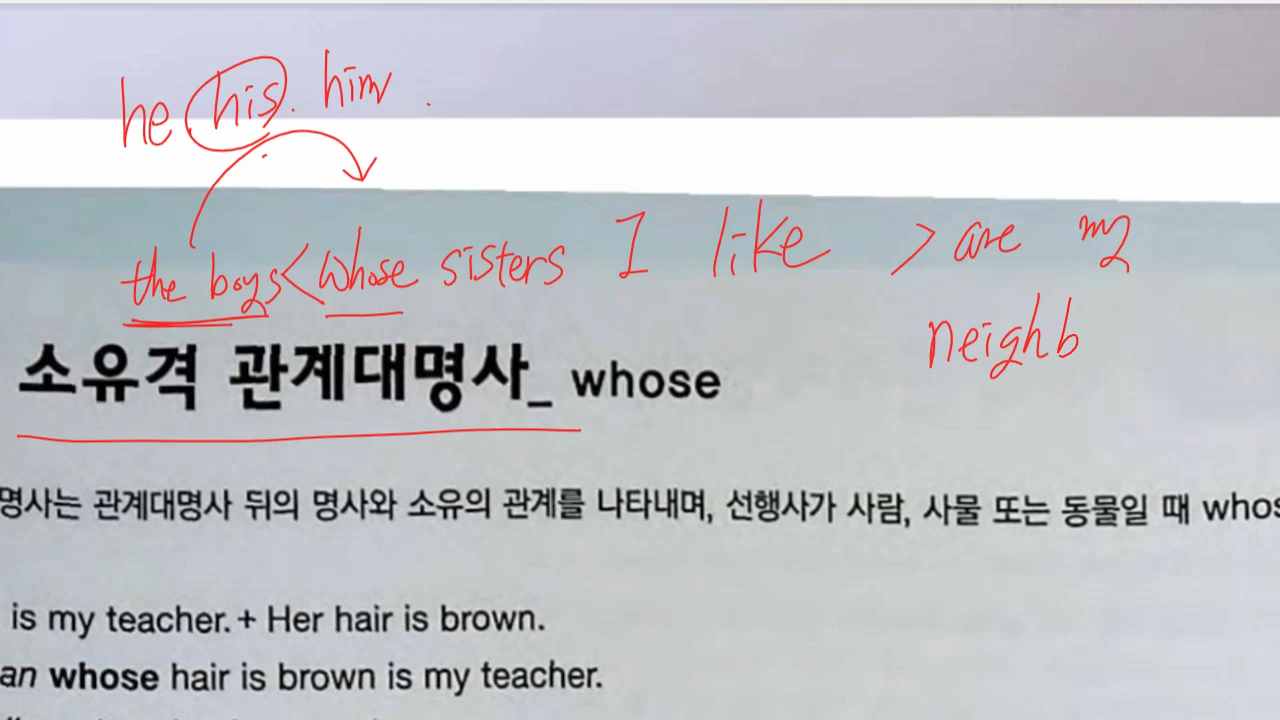 he his. him.
the boys<whose sisters I like > are my
neighb
소유격 관계대명사_ whose
명사는 관계대명사 뒤의 명사와 소유의 관계를 나타내며, 선행사가 사람, 사물 또는 동물일 때 whos
is my teacher. + Her hair is brown.
an whose hair is brown is my teacher.